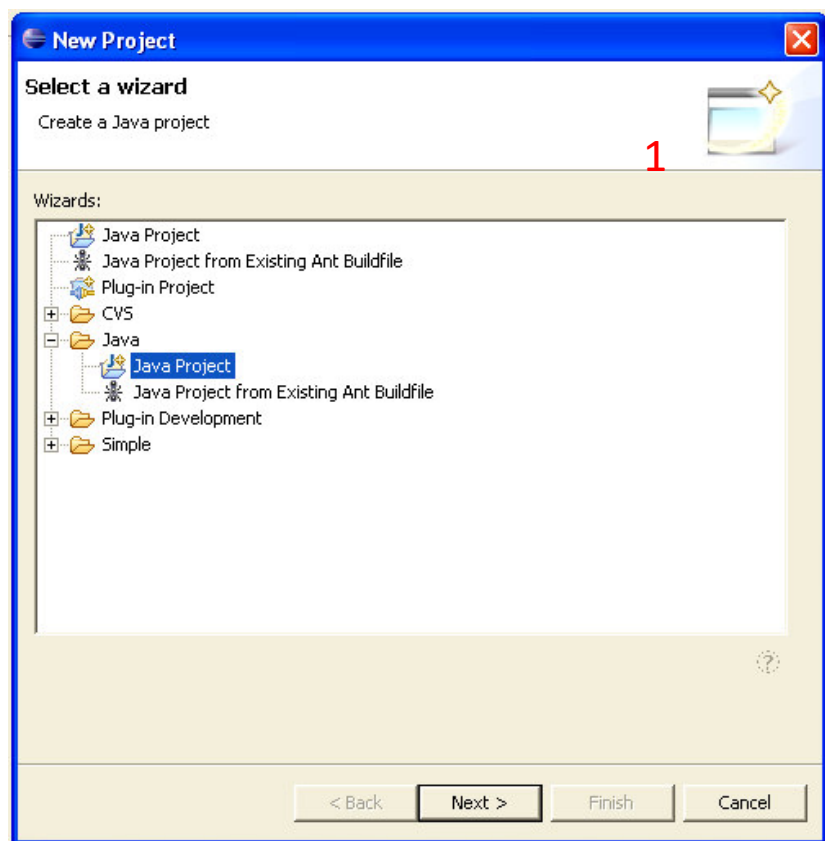 New Project
Select a wizard
Create a Java project
1
Wizards:
Java Project
Java Project from Existing Ant Buildfile
Plug-in Project
CVS
Java
Java Project
Java Project from Existing Ant Buildfile
Plug-in Development
Simple
?
< Back Next > Finish Cancel